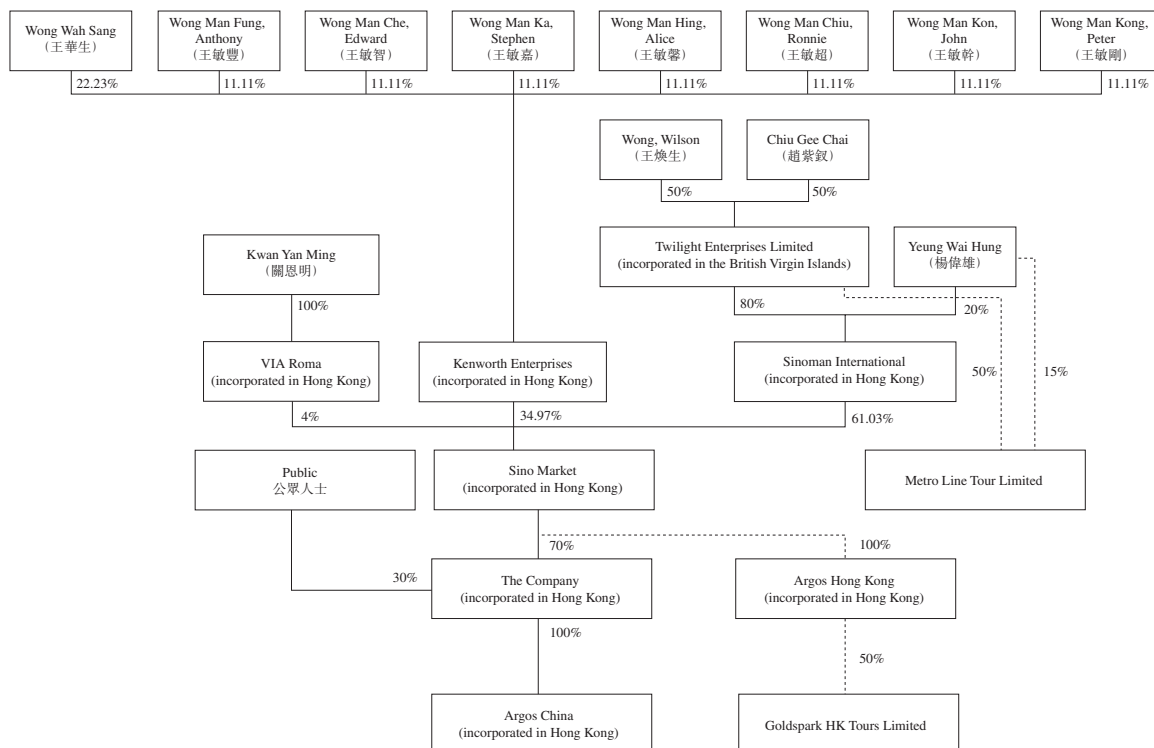 Wong Wah Sang
（王華生）
Wong Man Fung,
Anthony
（王敏豐）
Wong Man Che,
Edward
（王敏智）
Wong Man Ka,
Stephen
（王敏嘉）
Wong Man Hing,
Alice
（王敏馨）
Wong Man Chiu,
Ronnie
（王敏超）
Wong Man Kon,
John
（王敏幹）
Wong Man Kong,
Peter
（王敏剛）
22.23%
11.11%
11.11%
11.11%
11.11%
11.11%
11.11%
11.11%
Wong, Wilson
（王煥生）
Chiu Gee Chai
（趙紫釵）
50%
50%
Kwan Yan Ming
（關恩明）
Twilight Enterprises Limited
(incorporated in the British Virgin Islands)
Yeung Wai Hung
（楊偉雄）
100%
80%
20%
VIA Roma
(incorporated in Hong Kong)
Kenworth Enterprises
(incorporated in Hong Kong)
Sinoman International
(incorporated in Hong Kong)
50%
15%
4%
34.97%
61.03%
Public
公眾人士
Sino Market
(incorporated in Hong Kong)
Metro Line Tour Limited
70%
100%
30%
The Company
(incorporated in Hong Kong)
Argos Hong Kong
(incorporated in Hong Kong)
100%
50%
Argos China
(incorporated in Hong Kong)
Goldspark HK Tours Limited